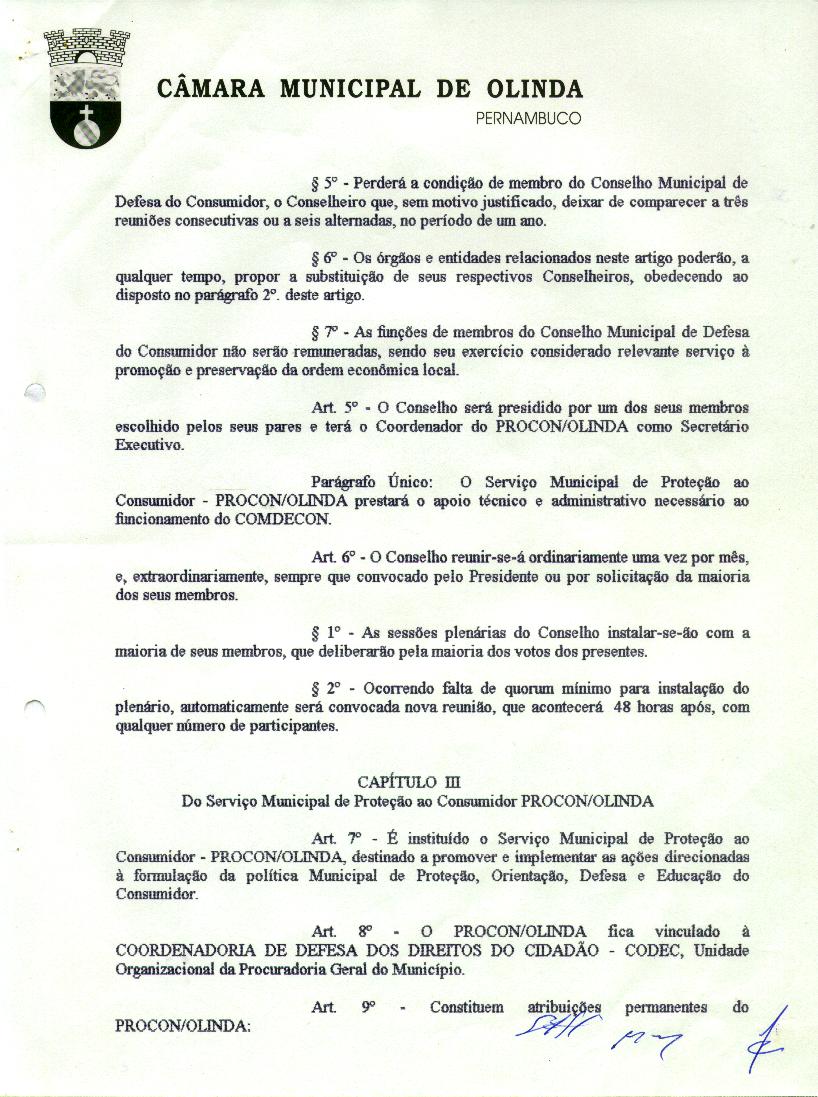 CÂMARA MUNICIPAL DE OLINDA
PERNAMBUCO
§ 5º - Perderá a condição de membro do Conselho Municipal de
Defesa do Consumidor, o Conselheiro que, sem motivo justificado, deixar de comparecer a três
reuniões consecutivas ou a seis alternadas, no período de um ano.
§ 6º - Os órgãos e entidades relacionados neste artigo poderão, a
qualquer tempo, propor a substituição de seus respectivos Conselheiros, obedecendo ao
disposto no parágrafo 2º. deste artigo.
§ 7º - As funções de membros do Conselho Municipal de Defesa
do Consumidor não serão remuneradas, sendo seu exercício considerado relevante serviço à
promoção e preservação da ordem econômica local.
Art. 5º - O Conselho será presidido por um dos seus membros
escolhido pelos seus pares e terá o Coordenador do PROCON/OLINDA como Secretário
Executivo.
Parágrafo Único: O Serviço Municipal de Proteção ao
Consumidor - PROCON/OLINDA prestará o apoio técnico e administrativo necessário ao
funcionamento do COMDECON.
Art. 6º - O Conselho reunir-se-á ordinariamente uma vez por mês,
e, extraordinariamente, sempre que convocado pelo Presidente ou por solicitação da maioria
dos seus membros.
§ 1º - As sessões plenárias do Conselho instalar-se-ão com a
maioria de seus membros, que deliberarão pela maioria dos votos dos presentes.
§ 2º - Ocorrendo falta de quorum mínimo para instalação do
plenário, automaticamente será convocada nova reunião, que acontecerá 48 horas após, com
qualquer número de participantes.
CAPÍTULO III
Do Serviço Municipal de Proteção ao Consumidor PROCON/OLINDA
Art. 7º - É instituído o Serviço Municipal de Proteção ao
Consumidor - PROCON/OLINDA, destinado a promover e implementar as ações direcionadas
à formulação da política Municipal de Proteção, Orientação, Defesa e Educação do
Consumidor.
Art. 8º - O PROCON/OLINDA fica vinculado à
COORDENADORIA DE DEFESA DOS DIREITOS DO CIDADÃO - CODEC, Unidade
Organizacional da Procuradoria Geral do Município.
Art. 9º - Constituem atribuições permanentes do
PROCON/OLINDA: